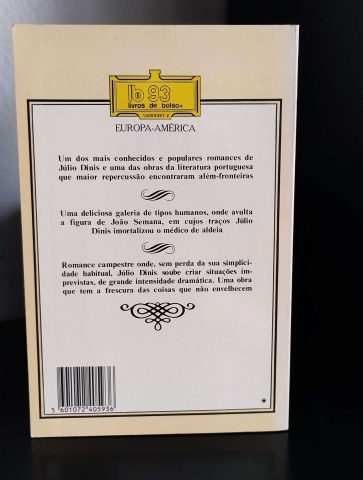 lb 93
livros de bolso
EUROPA-AMÉRICA
Um dos mais conhecidos e populares romances de
Júlio Dinis e uma das obras da literatura portuguesa
que maior repercussão encontraram além-fronteiras
Uma deliciosa galeria de tipos humanos, onde avulta
a figura de João Semana, em cujos traços Júlio
Dinis imortalizou o médico de aldeia
Romance campestre onde, sem perda da sua simplici-
dade habitual, Júlio Dinis soube criar situações im-
previstas, de grande intensidade dramática. Uma obra
que tem a frescura das coisas que não envelhecem
5 601072 405936